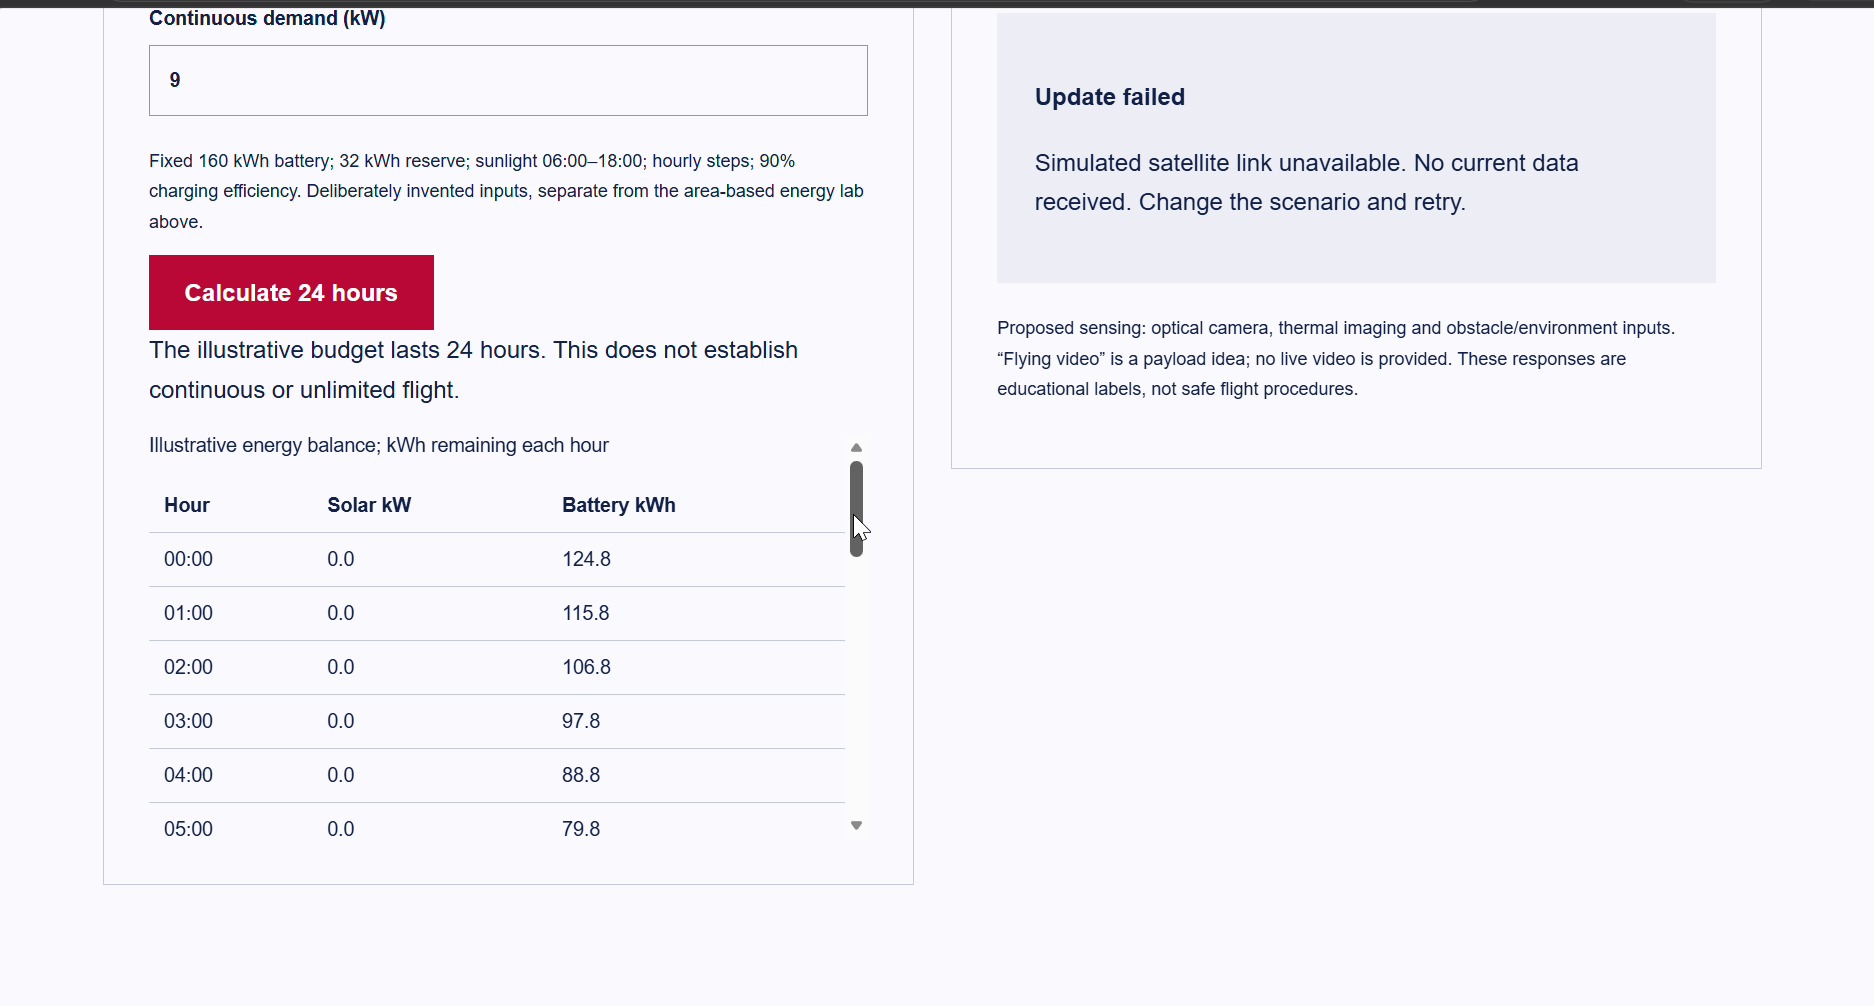 Continuous demand (kW)
9
Fixed 160 kWh battery; 32 kWh reserve; sunlight 06:00–18:00; hourly steps; 90%
charging efficiency. Deliberately invented inputs, separate from the area-based energy lab
above.
Calculate 24 hours
The illustrative budget lasts 24 hours. This does not establish
continuous or unlimited flight.
Illustrative energy balance; kWh remaining each hour
Hour Solar kW Battery kWh
00:00 0.0 124.8
01:00 0.0 115.8
02:00 0.0 106.8
03:00 0.0 97.8
04:00 0.0 88.8
05:00 0.0 79.8
Update failed
Simulated satellite link unavailable. No current data
received. Change the scenario and retry.
Proposed sensing: optical camera, thermal imaging and obstacle/environment inputs.
“Flying video” is a payload idea; no live video is provided. These responses are
educational labels, not safe flight procedures.